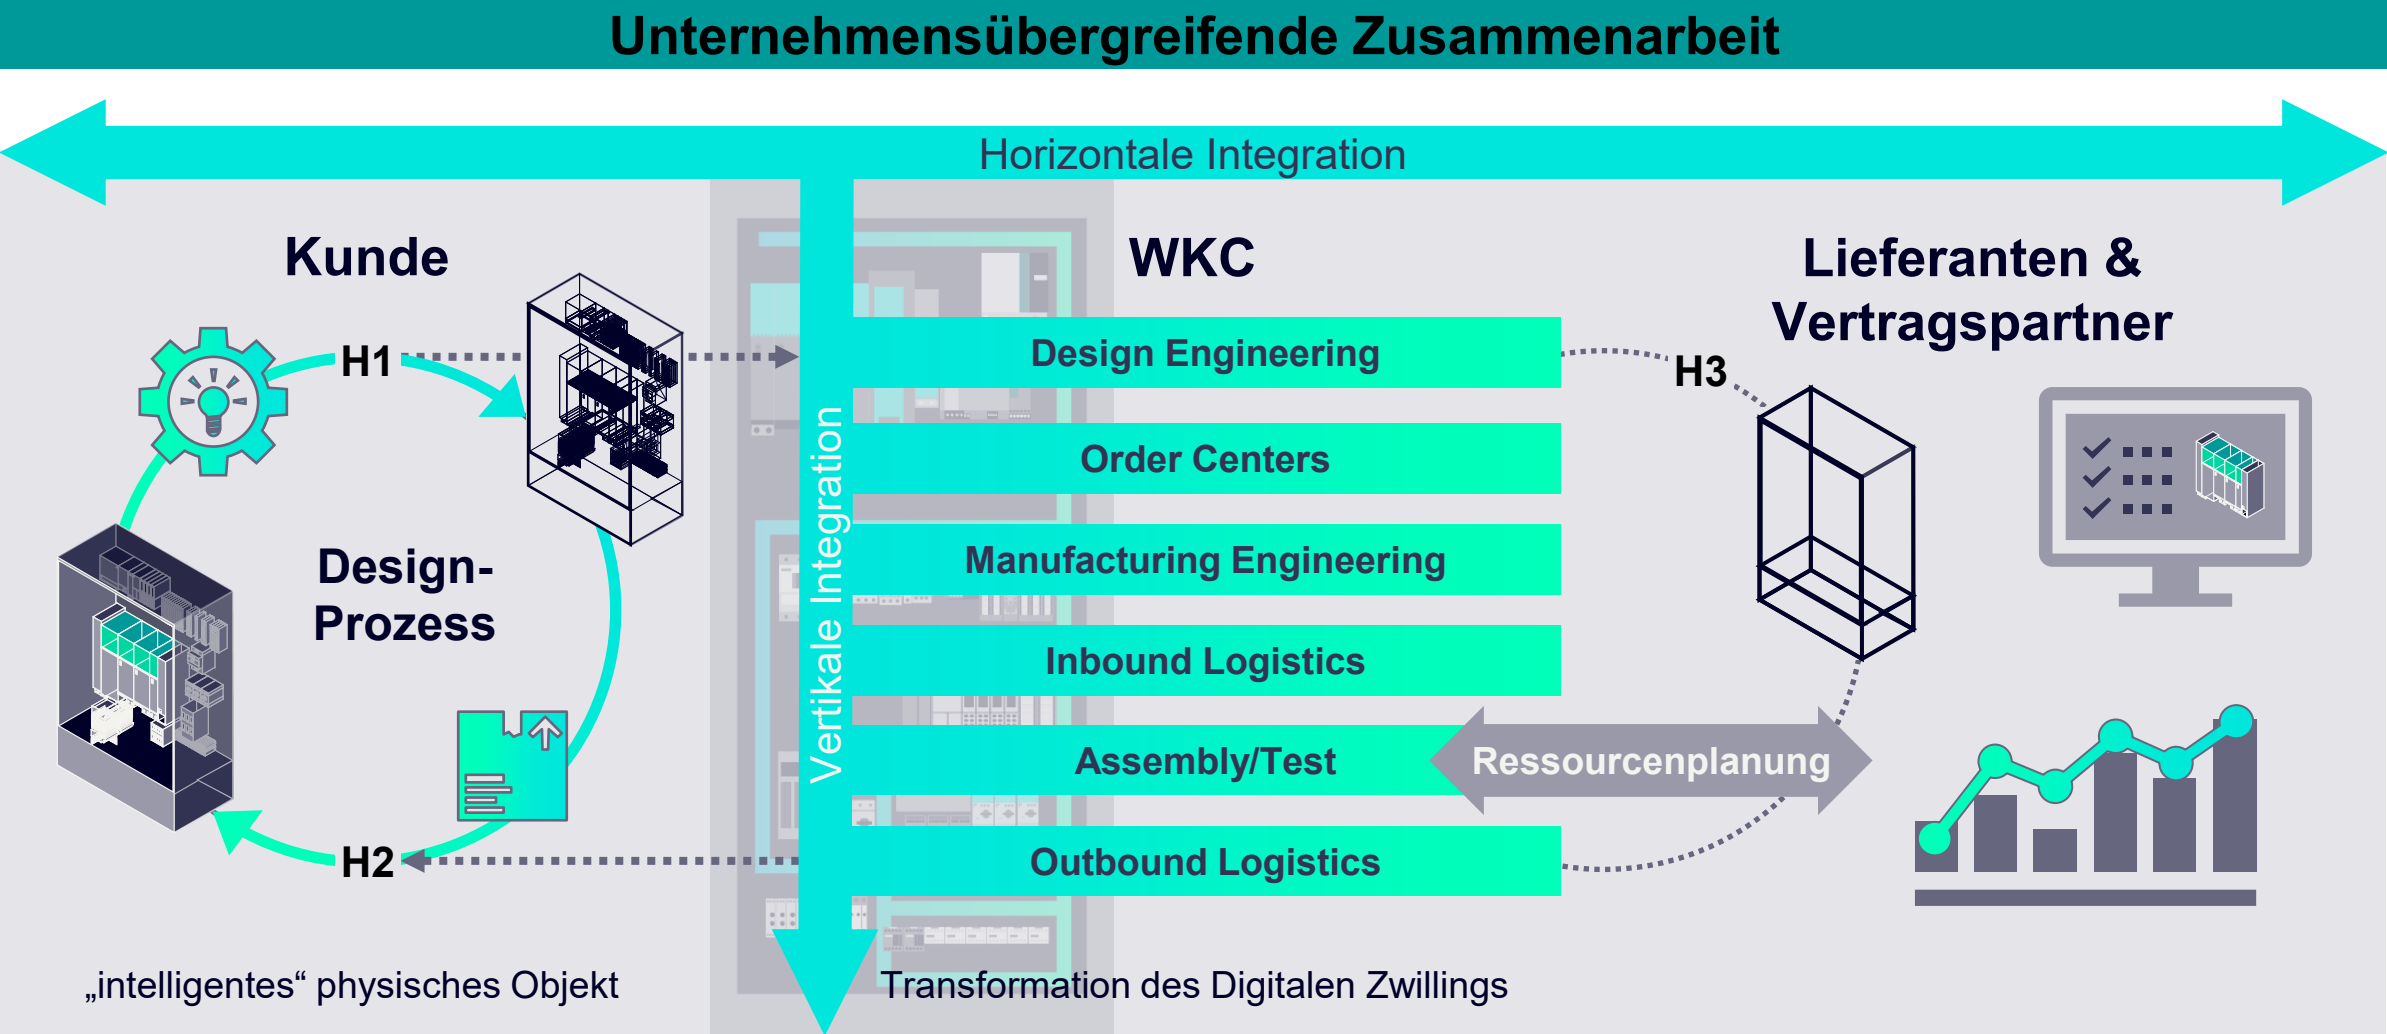 Unternehmensübergreifende Zusammenarbeit
Horizontale Integration
Kunde
WKC
Lieferanten &
Vertragspartner
H1
H3
Design-
Prozess
H2
Vertikale Integration
Design Engineering
Order Centers
Manufacturing Engineering
Inbound Logistics
Assembly/Test
Ressourcenplanung
Outbound Logistics
„intelligentes“ physisches Objekt
Transformation des Digitalen Zwillings